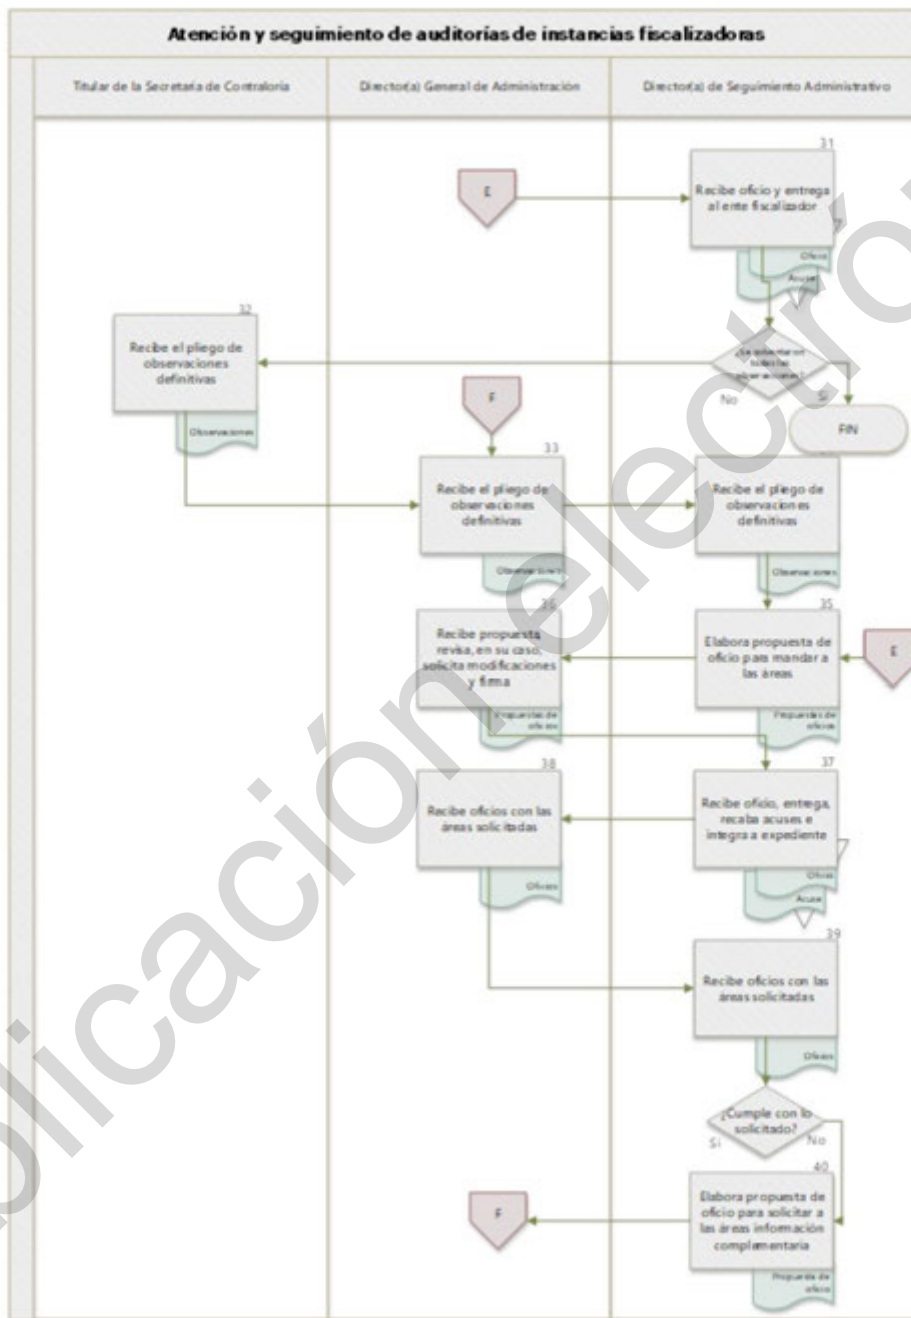 Atención y seguimiento de auditorías de instancias fiscalizadoras
Titular de la Secretaría de Contraloría
Director(a) General de Administración
Director(a) de Seguimiento Administrativo
E
31
Recibe oficio y entrega
al ente fiscalizador
Oficio
Acuse
32
Recibe el pliego de
observaciones
definitivas
Observaciones
No
Si
FIN
F
33
Recibe el pliego de
observaciones
definitivas
Observaciones
Recibe el pliego de
observaciones
definitivas
Observaciones
36
Recibe propuesta,
revisa, en su caso,
solicita modificaciones
y firma
Propuestas de
oficios
35
Elabora propuesta de
oficio para mandar a
las áreas
Propuestas de
oficios
E
38
Recibe oficios con las
áreas solicitadas
Oficios
37
Recibe oficio, entrega,
recaba acuses e
integra a expediente
Oficio
Acuse
39
Recibe oficios con las
áreas solicitadas
Oficios
¿Cumple con lo
solicitado?
Si
No
40
Elabora propuesta de
oficio para solicitar a
las áreas información
complementaria
Propuesta de
oficio
F